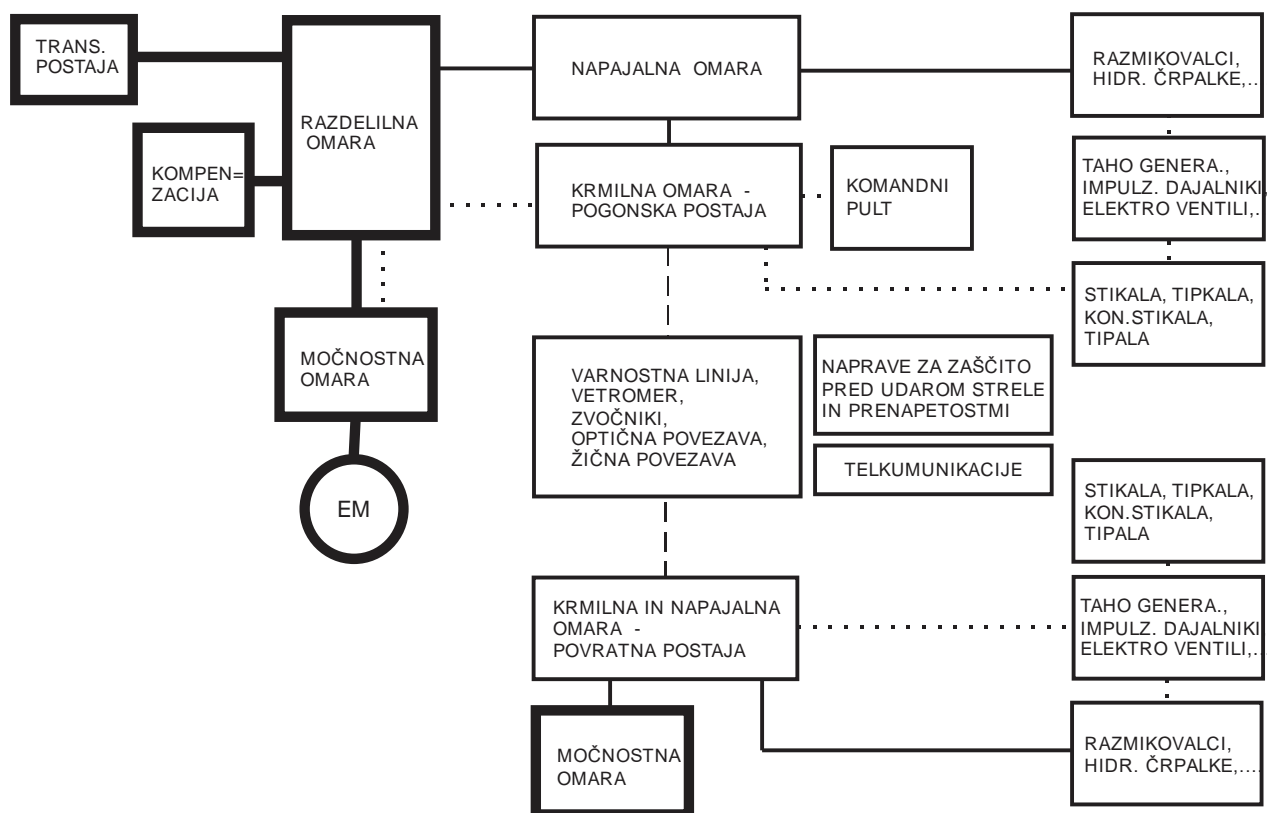 TRANS.
POSTAJA
KOMPEN=
ZACIJA
RAZDELILNA
OMARA
MOČNOSTNA
OMARA
EM
NAPAJALNA OMARA
KRMILNA OMARA -
POGONSKA POSTAJA
KOMANDNI
PULT
VARNOSTNA LINIJA,
VETROMER,
ZVOČNIKI,
OPTIČNA POVEZAVA,
ŽIČNA POVEZAVA
NAPRAVE ZA ZAŠČITO
PRED UDAROM STRELE
IN PRENAPETOSTMI
TELKUMUNIKACIJE
KRMILNA IN NAPAJALNA
OMARA -
POVRATNA POSTAJA
MOČNOSTNA
OMARA
RAZMIKOVALCI,
HIDR. ČRPALKE,...
TAHO GENERA.,
IMPULZ. DAJALNIKI,
ELEKTRO VENTILI,..
STIKALA, TIPKALA,
KON.STIKALA,
TIPALA
STIKALA, TIPKALA,
KON.STIKALA,
TIPALA
TAHO GENERA.,
IMPULZ. DAJALNIKI,
ELEKTRO VENTILI,...
RAZMIKOVALCI,
HIDR. ČRPALKE,....